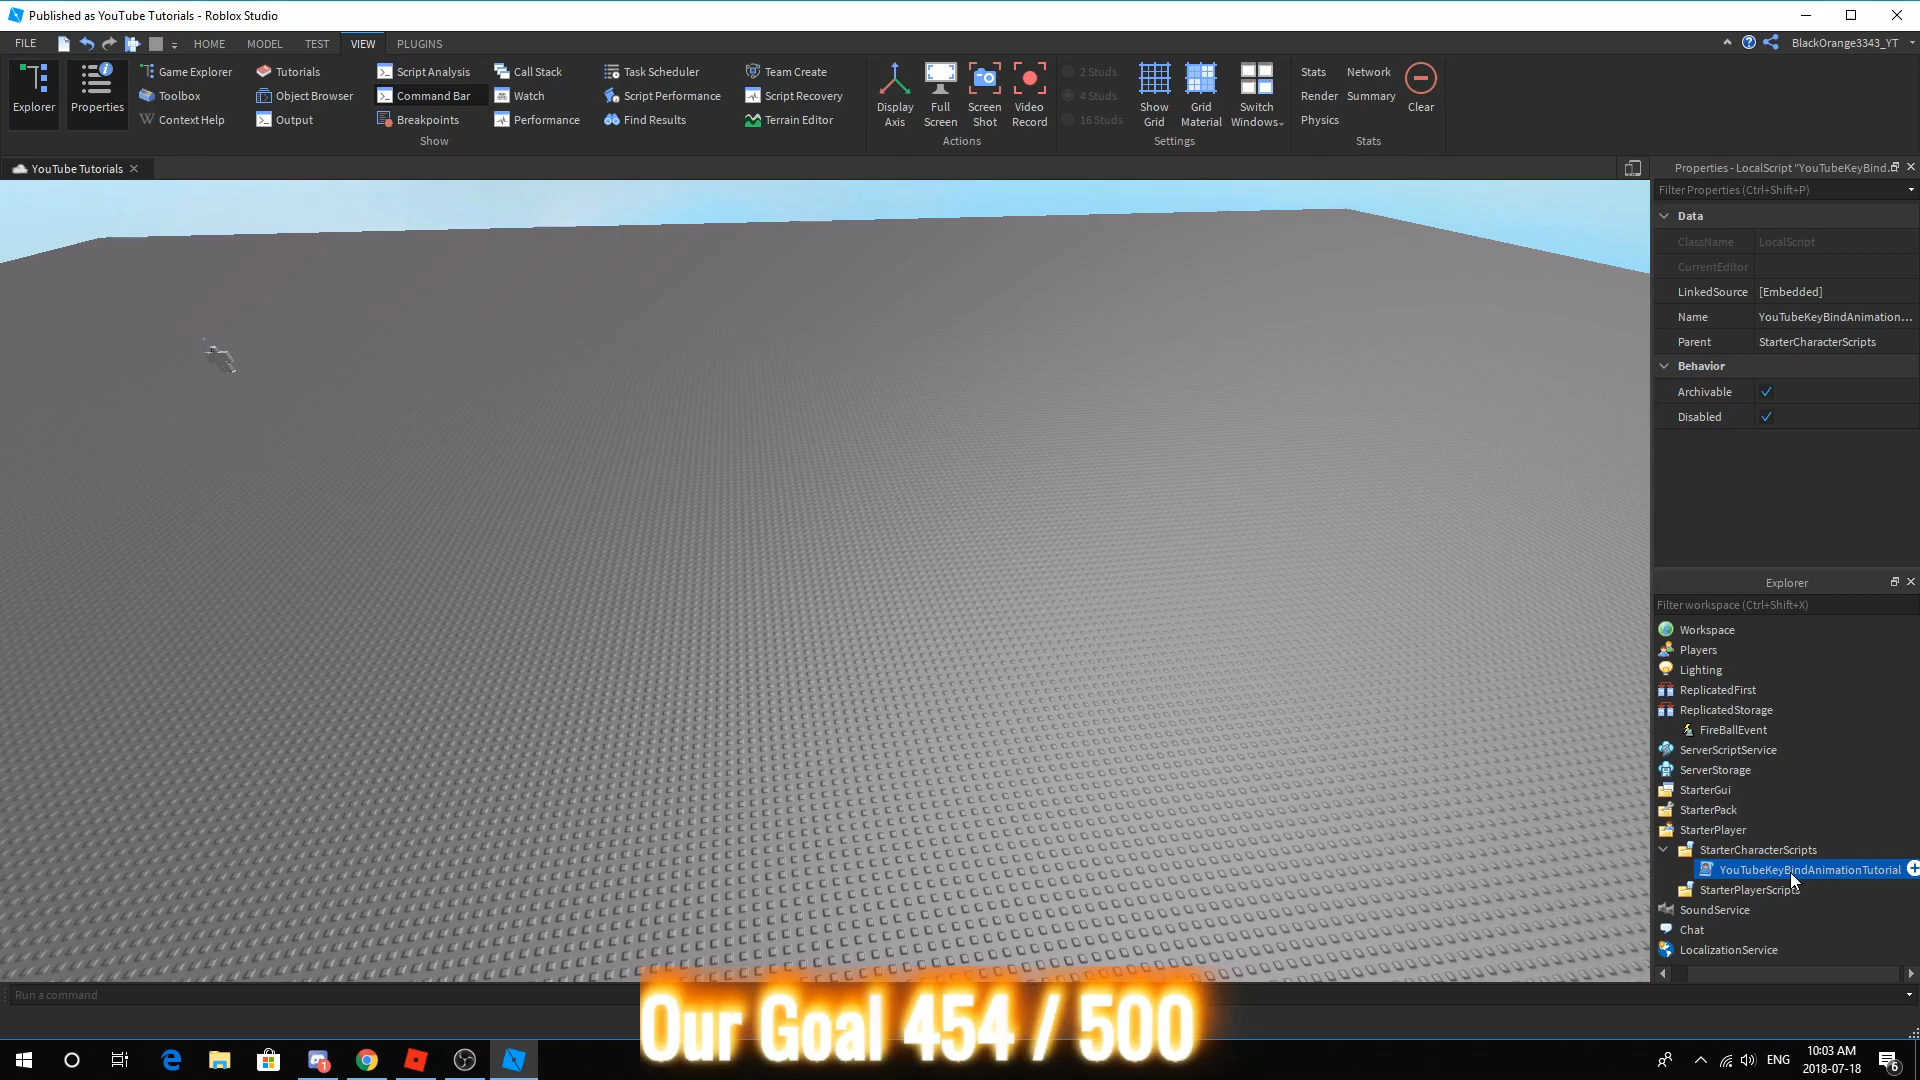 Published as YouTube Tutorials - Roblox Studio
FILE HOME MODEL TEST VIEW PLUGINS BlackOrange3343_YT
Explorer
Properties
Game Explorer
Toolbox
Context Help
Tutorials
Object Browser
Output
Script Analysis
Command Bar
Breakpoints
Call Stack
Watch
Performance
Task Scheduler
Script Performance
Find Results
Team Create
Script Recovery
Terrain Editor
Show
Display
Axis
Full
Screen
Screen
Shot
Video
Record
Actions
2 Studs
4 Studs
16 Studs
Show
Grid
Grid
Material
Switch
Windows
Settings
Stats
Network
Render
Summary
Physics
Clear
Stats
YouTube Tutorials
Properties - LocalScript "YouTubeKeyBind...
Filter Properties (Ctrl+Shift+P)
Data
ClassName LocalScript
CurrentEditor
LinkedSource [Embedded]
Name YouTubeKeyBindAnimation...
Parent StarterCharacterScripts
Behavior
Archivable
Disabled
Explorer
Filter workspace (Ctrl+Shift+X)
Workspace
Players
Lighting
ReplicatedFirst
ReplicatedStorage
FireBallEvent
ServerScriptService
ServerStorage
StarterGui
StarterPack
StarterPlayer
StarterCharacterScripts
YouTubeKeyBindAnimationTutorial
StarterPlayerScripts
SoundService
Chat
LocalizationService
Run a command
Our Goal 454 / 500
1
ENG
10:03 AM
2018-07-18
6